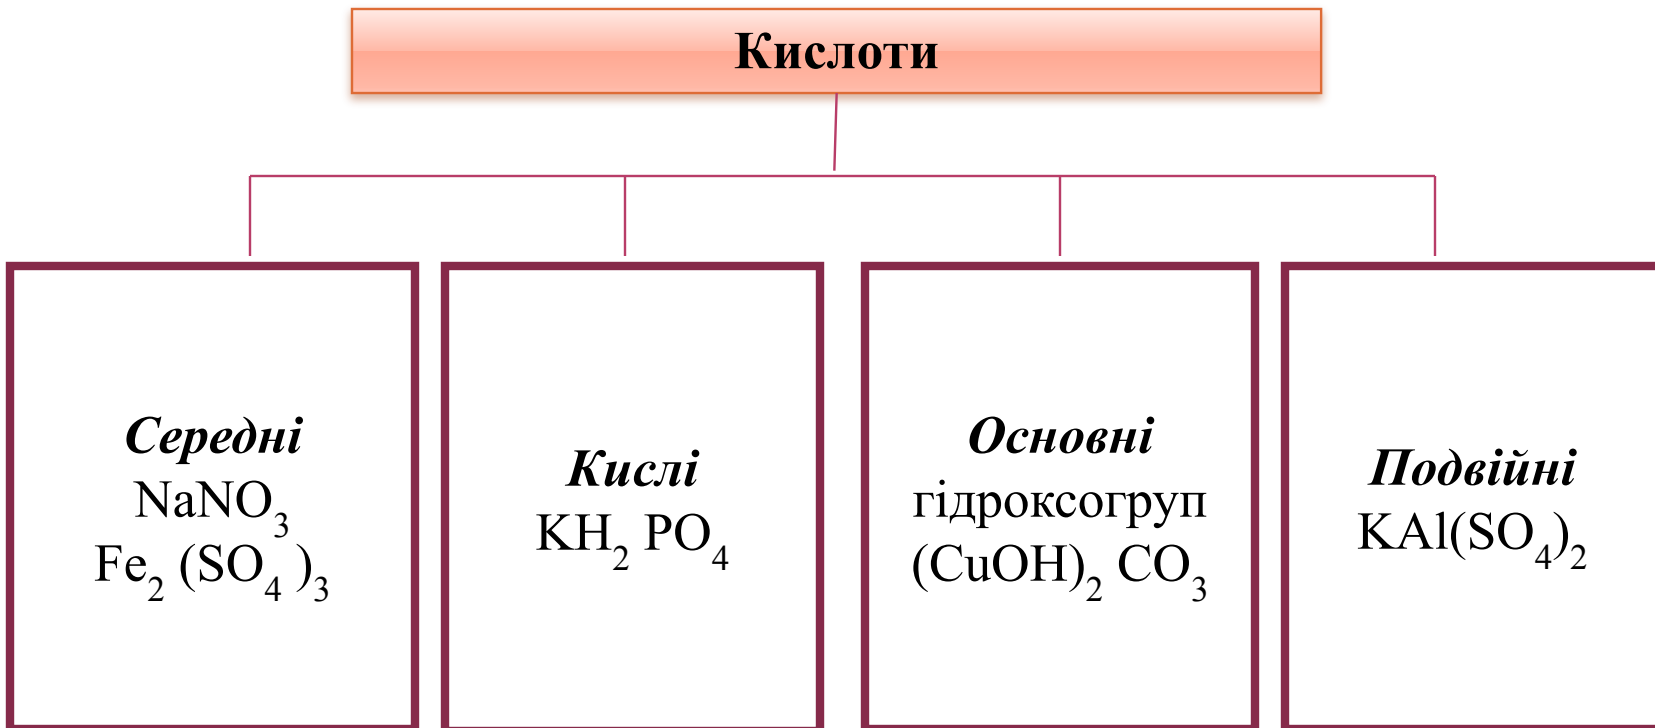 Кислоти
Середні
NaNO₃
Fe₂ (SO₄ )₃
Кислі
KH₂ PO₄
Основні
гідроксогруп
(CuOH)₂ CO₃
Подвійні
KAl(SO₄)₂